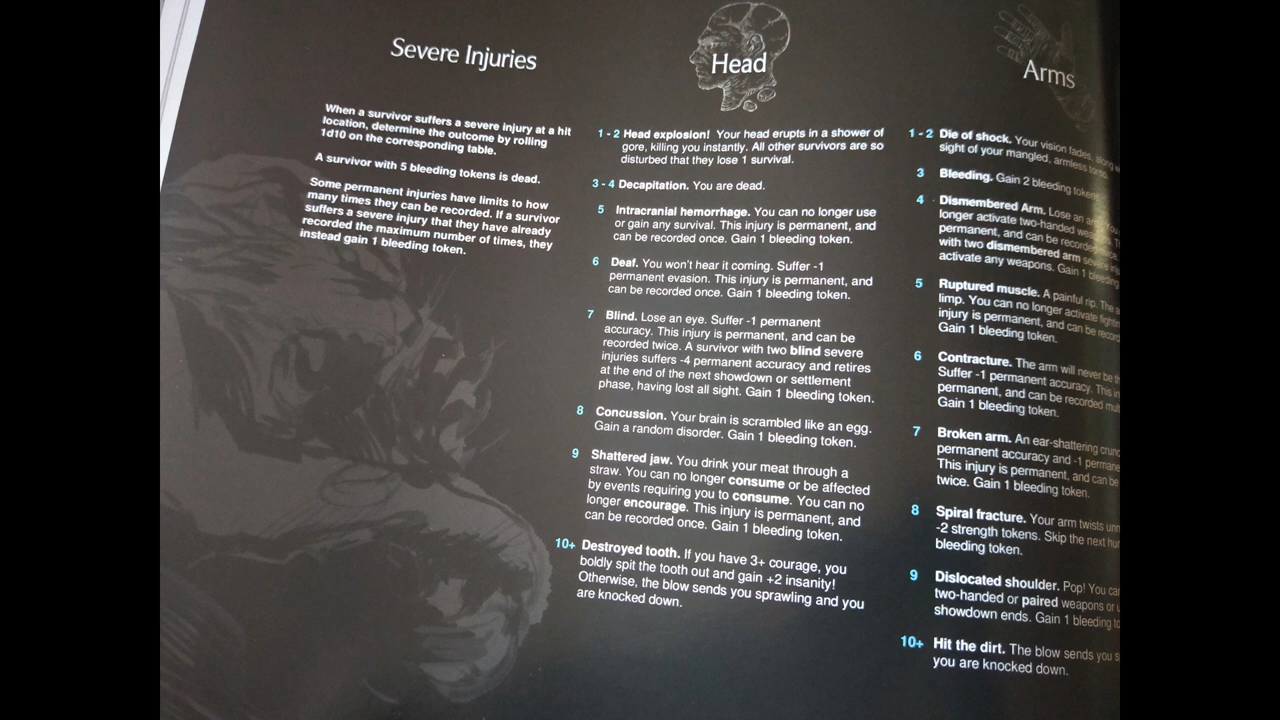 Severe Injuries
When a survivor suffers a severe injury at a hit
location, determine the outcome by rolling
1d10 on the corresponding table.
A survivor with 5 bleeding tokens is dead.
Some permanent injuries have limits to how
many times they can be recorded. If a survivor
suffers a severe injury that they have already
recorded the maximum number of times, they
instead gain 1 bleeding token.
Head
1 - 2 Head explosion! Your head erupts in a shower of
gore, killing you instantly. All other survivors are so
disturbed that they lose 1 survival.
3 - 4 Decapitation. You are dead.
5 Intracranial hemorrhage. You can no longer use
or gain any survival. This injury is permanent, and
can be recorded once. Gain 1 bleeding token.
6 Deaf. You won't hear it coming. Suffer -1
permanent evasion. This injury is permanent, and
can be recorded once. Gain 1 bleeding token.
7 Blind. Lose an eye. Suffer -1 permanent
accuracy. This injury is permanent, and can be
recorded twice. A survivor with two blind severe
injuries suffers -4 permanent accuracy and retires
at the end of the next showdown or settlement
phase, having lost all sight. Gain 1 bleeding token.
8 Concussion. Your brain is scrambled like an egg.
Gain a random disorder. Gain 1 bleeding token.
9 Shattered jaw. You drink your meat through a
straw. You can no longer consume or be affected
by events requiring you to consume. You can no
longer encourage. This injury is permanent, and
can be recorded once. Gain 1 bleeding token.
10+ Destroyed tooth. If you have 3+ courage, you
boldly spit the tooth out and gain +2 insanity!
Otherwise, the blow sends you sprawling and you
are knocked down.
Arms
1 - 2 Die of shock. Your vision fades, along
sight of your mangled, armless torso.
3 Bleeding. Gain 2 bleeding tokens
4 Dismembered Arm. Lose an
longer activate two-handed
permanent, and can be
with two dismembered arm
activate any weapons. Gain 1 bleeding
5 Ruptured muscle. A painful rip. The
limp. You can no longer activate
injury is permanent, and can be
Gain 1 bleeding token.
6 Contracture. The arm will never be
Suffer -1 permanent accuracy. This
permanent, and can be recorded
Gain 1 bleeding token.
7 Broken arm. An ear-shattering
permanent accuracy and -1
This injury is permanent, and can be
twice. Gain 1 bleeding token.
8 Spiral fracture. Your arm twists
-2 strength tokens. Skip the next
bleeding token.
9 Dislocated shoulder. Pop! You
two-handed or paired weapons or
showdown ends. Gain 1 bleeding
10+ Hit the dirt. The blow sends you
you are knocked down.